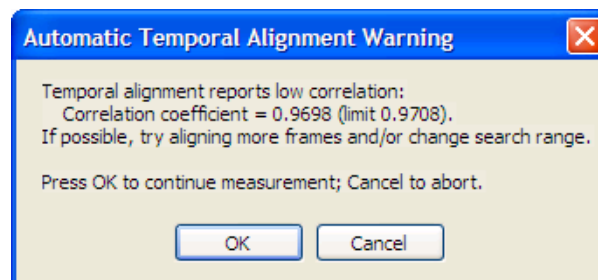 Automatic Temporal Alignment Warning
Temporal alignment reports low correlation:
Correlation coefficient = 0.9698 (limit 0.9708).
If possible, try aligning more frames and/or change search range.
Press OK to continue measurement; Cancel to abort.
OK
Cancel